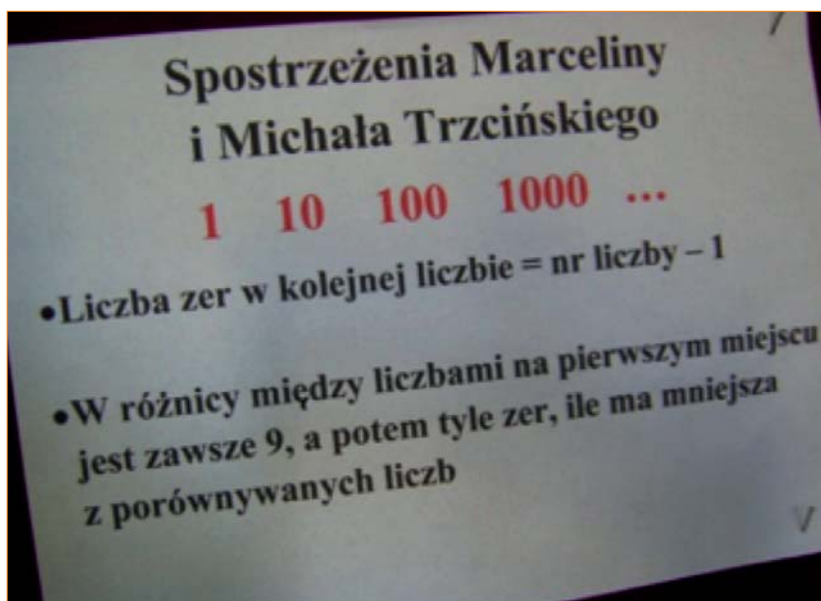 Spostrzeżenia Marceliny
i Michała Trzcińskiego
1 10 100 1000 ...
•Liczba zer w kolejnej liczbie = nr liczby – 1
•W różnicy między liczbami na pierwszym miejscu
jest zawsze 9, a potem tyle zer, ile ma mniejsza
z porównywanych liczb